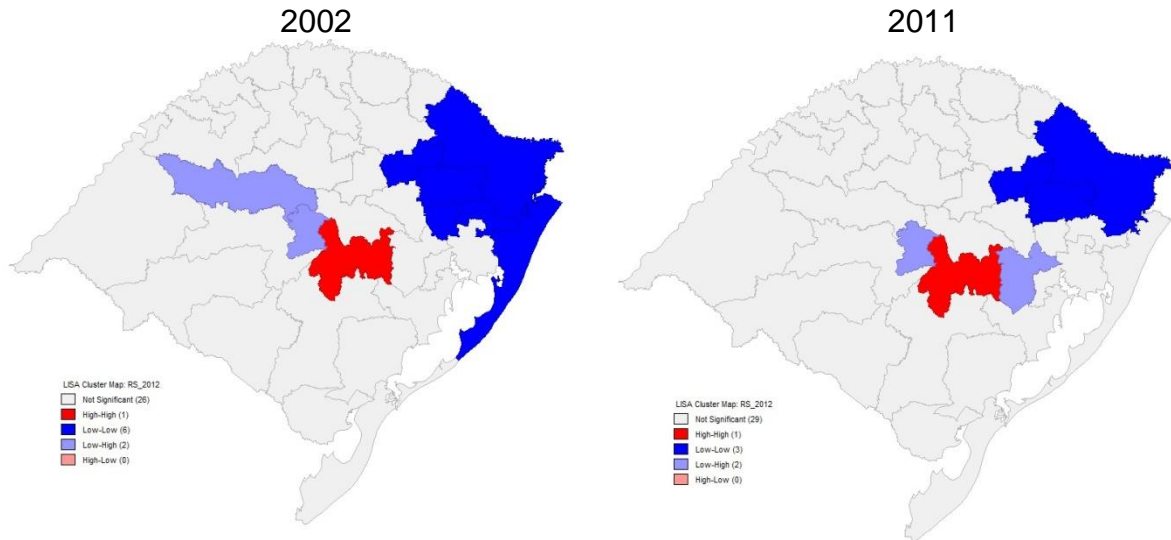 2002
2011
LISA Cluster Map: RS_2012
Not Significant (26)
High-High (1)
Low-Low (6)
Low-High (2)
High-Low (0)
LISA Cluster Map: RS_2012
Not Significant (29)
High-High (1)
Low-Low (3)
Low-High (2)
High-Low (0)